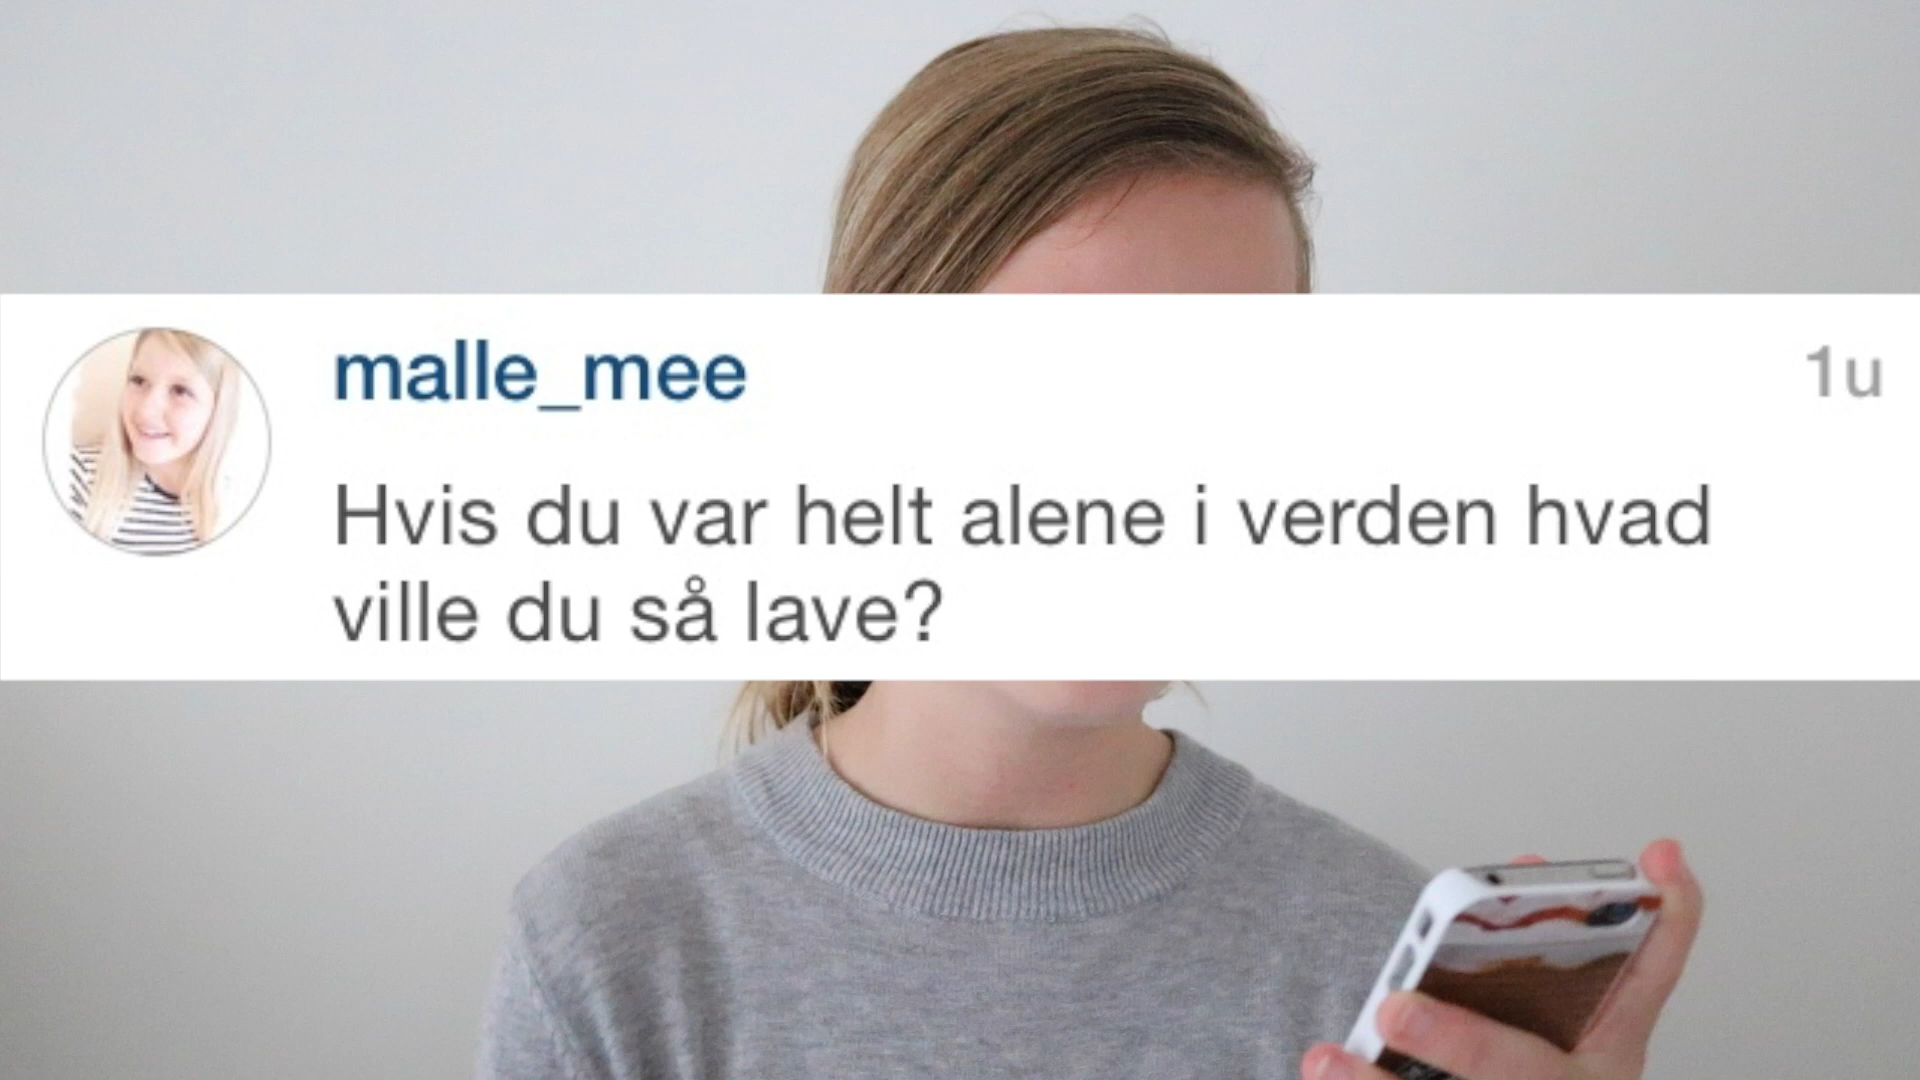 malle_mee
1u
Hvis du var helt alene i verden hvad
ville du så lave?